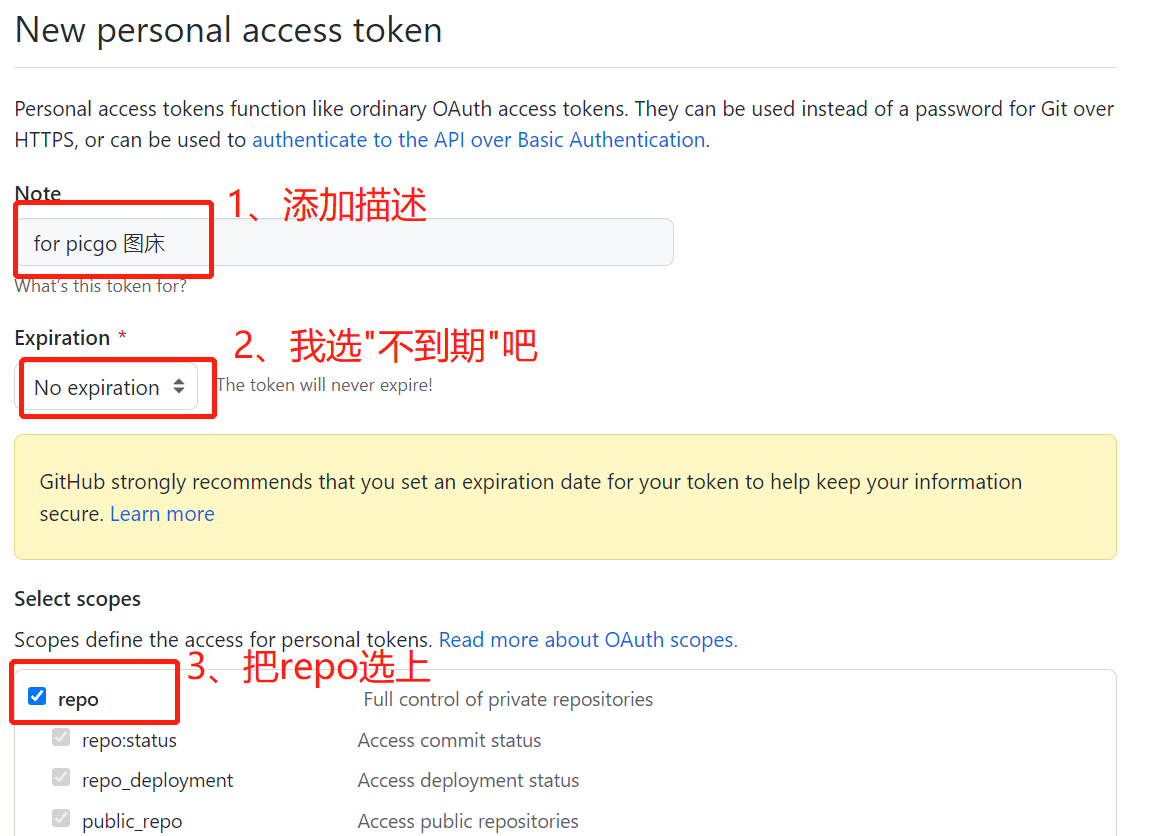 New personal access token
Personal access tokens function like ordinary OAuth access tokens. They can be used instead of a password for Git over
HTTPS, or can be used to authenticate to the API over Basic Authentication.
Note
1、添加描述
for picgo 图床
What's this token for?
Expiration *
2、我选"不到期"吧
No expiration
The token will never expire!
GitHub strongly recommends that you set an expiration date for your token to help keep your information
secure. Learn more
Select scopes
Scopes define the access for personal tokens. Read more about OAuth scopes.
3、把repo选上
repo Full control of private repositories
repo:status Access commit status
repo_deployment Access deployment status
public_repo Access public repositories